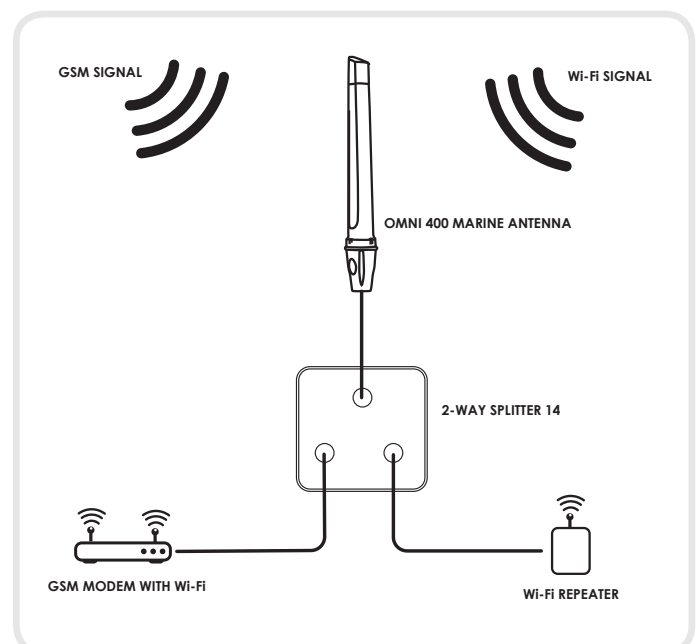 GSM SIGNAL
Wi-Fi SIGNAL
OMNI 400 MARINE ANTENNA
2-WAY SPLITTER 14
GSM MODEM WITH Wi-Fi
Wi-Fi REPEATER